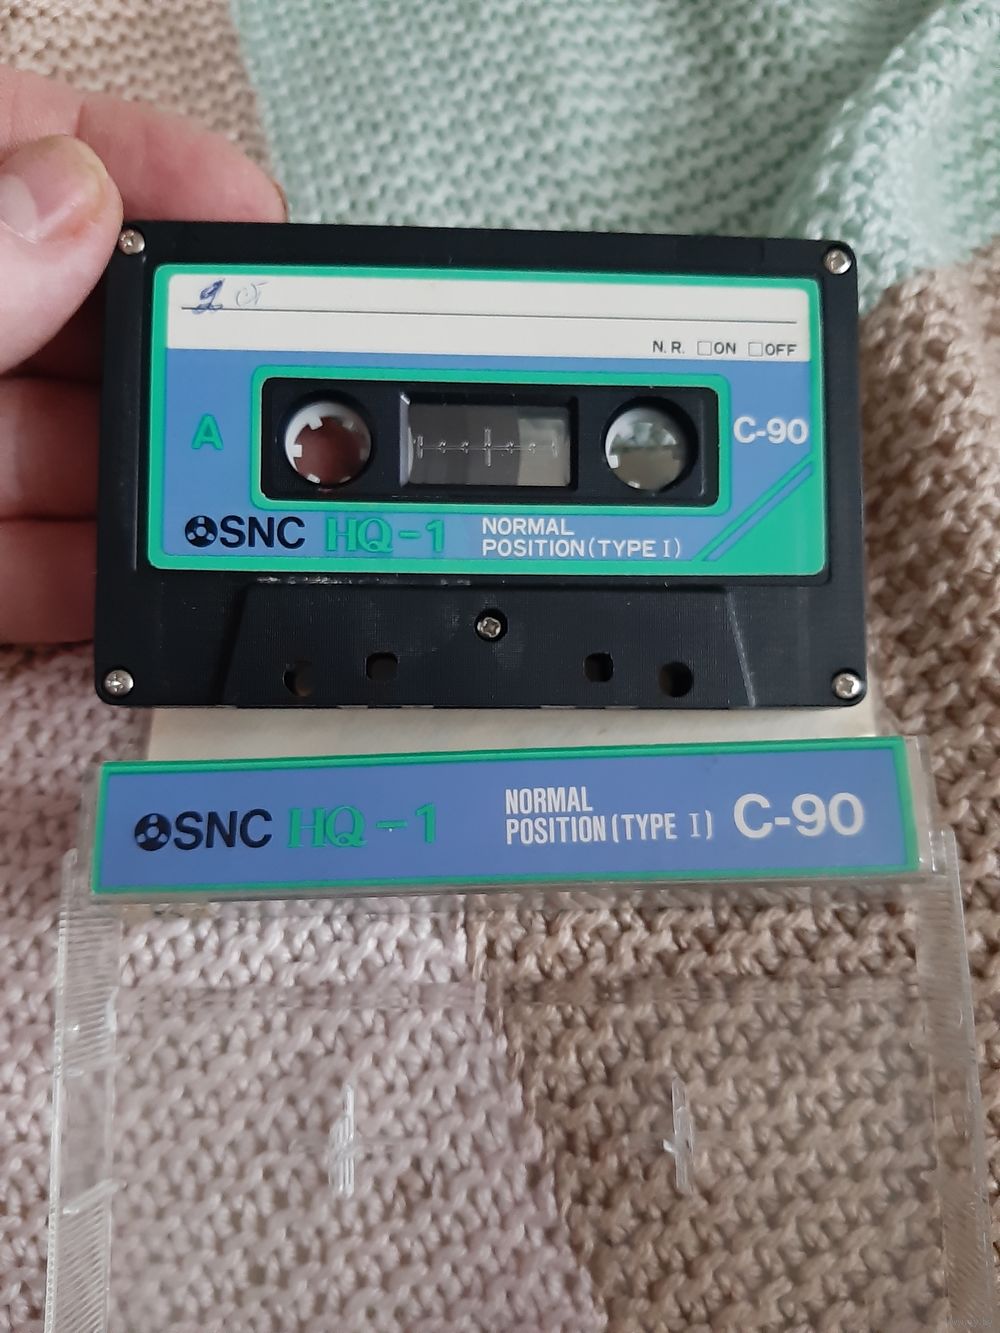 N.R. □ON □OFF
A
C-90
SNC HQ-1
NORMAL
POSITION(TYPE I)
SNC HQ-1
NORMAL
POSITION(TYPE I)
C-90